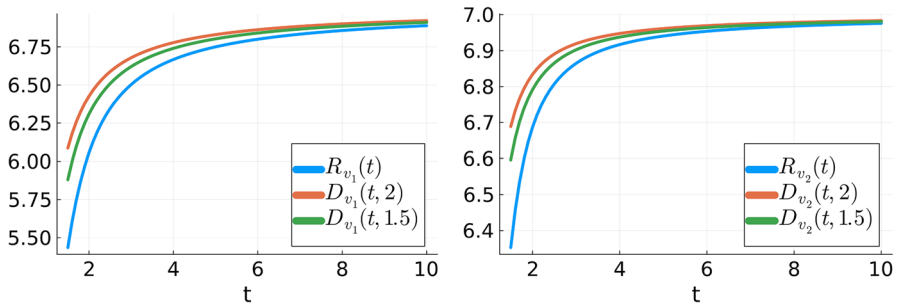 6.75
6.50
6.25
6.00
5.75
5.50
2 4 6 8 10
t
R_{v_1}(t)
D_{v_1}(t, 2)
D_{v_1}(t, 1.5)
7.0
6.9
6.8
6.7
6.6
6.5
6.4
2 4 6 8 10
t
R_{v_2}(t)
D_{v_2}(t, 2)
D_{v_2}(t, 1.5)